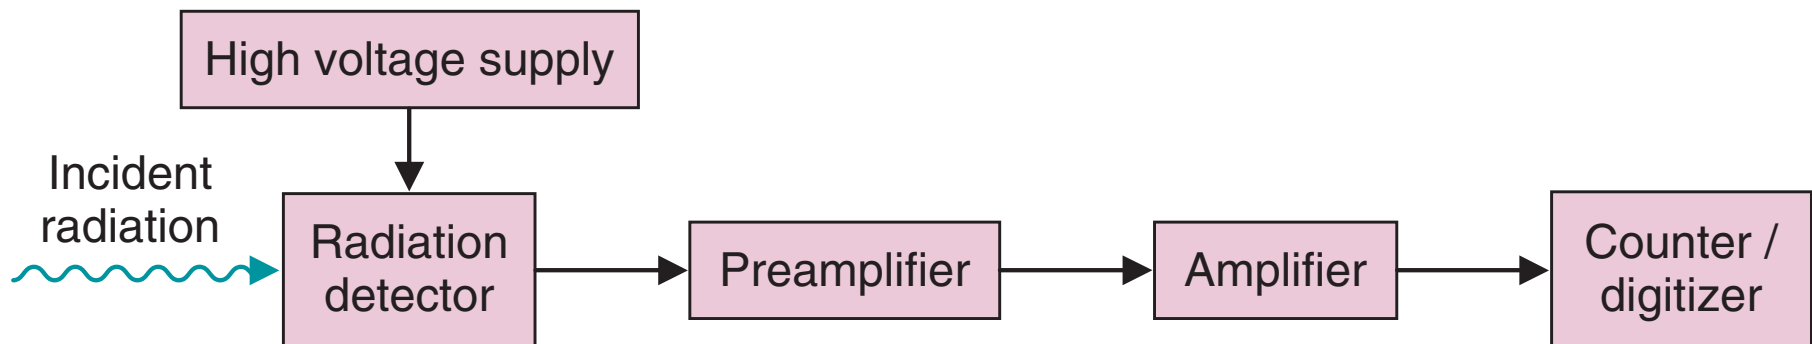 High voltage supply
Incident
radiation
Radiation
detector
Preamplifier
Amplifier
Counter /
digitizer